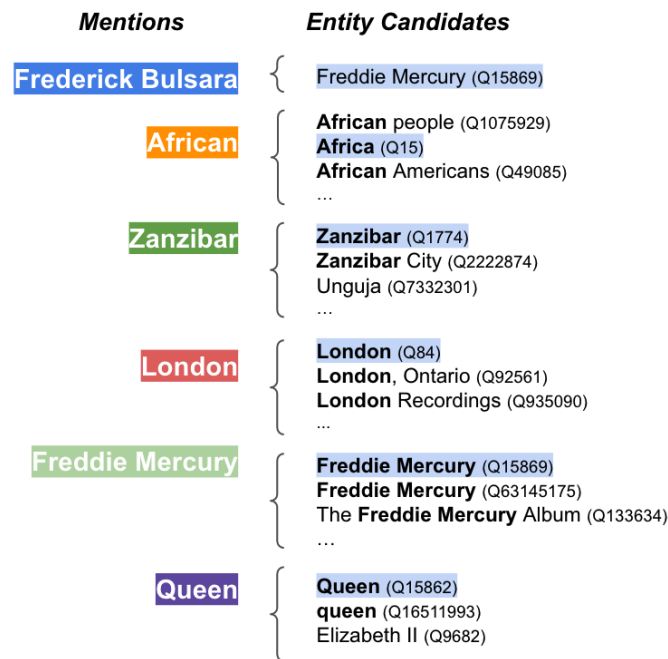 Mentions Entity Candidates
Frederick Bulsara Freddie Mercury (Q15869)
African African people (Q1075929)
Africa (Q15)
African Americans (Q49085)
...
Zanzibar Zanzibar (Q1774)
Zanzibar City (Q2222874)
Unguja (Q7332301)
...
London London (Q84)
London, Ontario (Q92561)
London Recordings (Q935090)
...
Freddie Mercury Freddie Mercury (Q15869)
Freddie Mercury (Q63145175)
The Freddie Mercury Album (Q133634)
...
Queen Queen (Q15862)
queen (Q16511993)
Elizabeth II (Q9682)